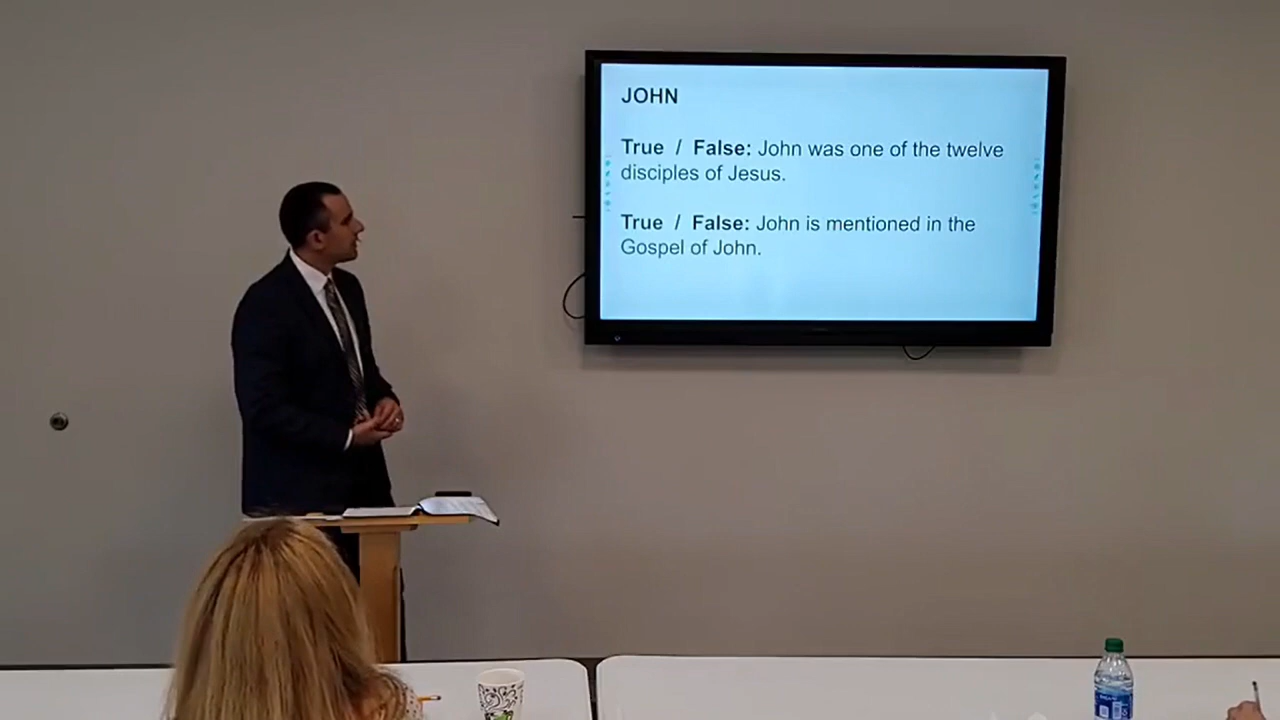 JOHN
True / False: John was one of the twelve
disciples of Jesus.
True / False: John is mentioned in the
Gospel of John.